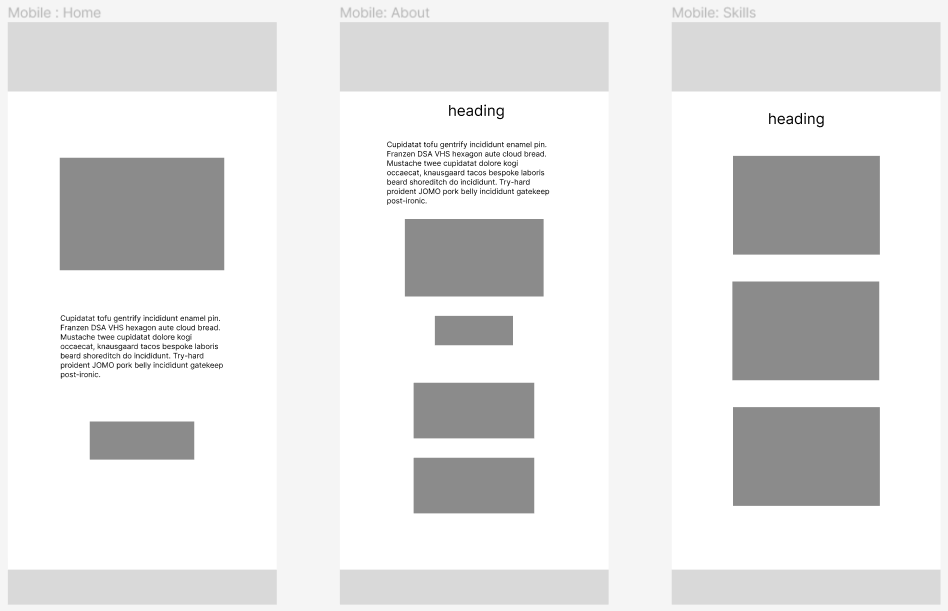 Mobile : Home
Cupidatat tofu gentrify incididunt enamel pin.
Franzen DSA VHS hexagon aute cloud bread.
Mustache twee cupidatat dolore kogi
occaecat, knausgaard tacos bespoke laboris
beard shoreditch do incididunt. Try-hard
proident JOMO pork belly incididunt gatekeep
post-ironic.
Mobile: About
heading
Cupidatat tofu gentrify incididunt enamel pin.
Franzen DSA VHS hexagon aute cloud bread.
Mustache twee cupidatat dolore kogi
occaecat, knausgaard tacos bespoke laboris
beard shoreditch do incididunt. Try-hard
proident JOMO pork belly incididunt gatekeep
post-ironic.
Mobile: Skills
heading